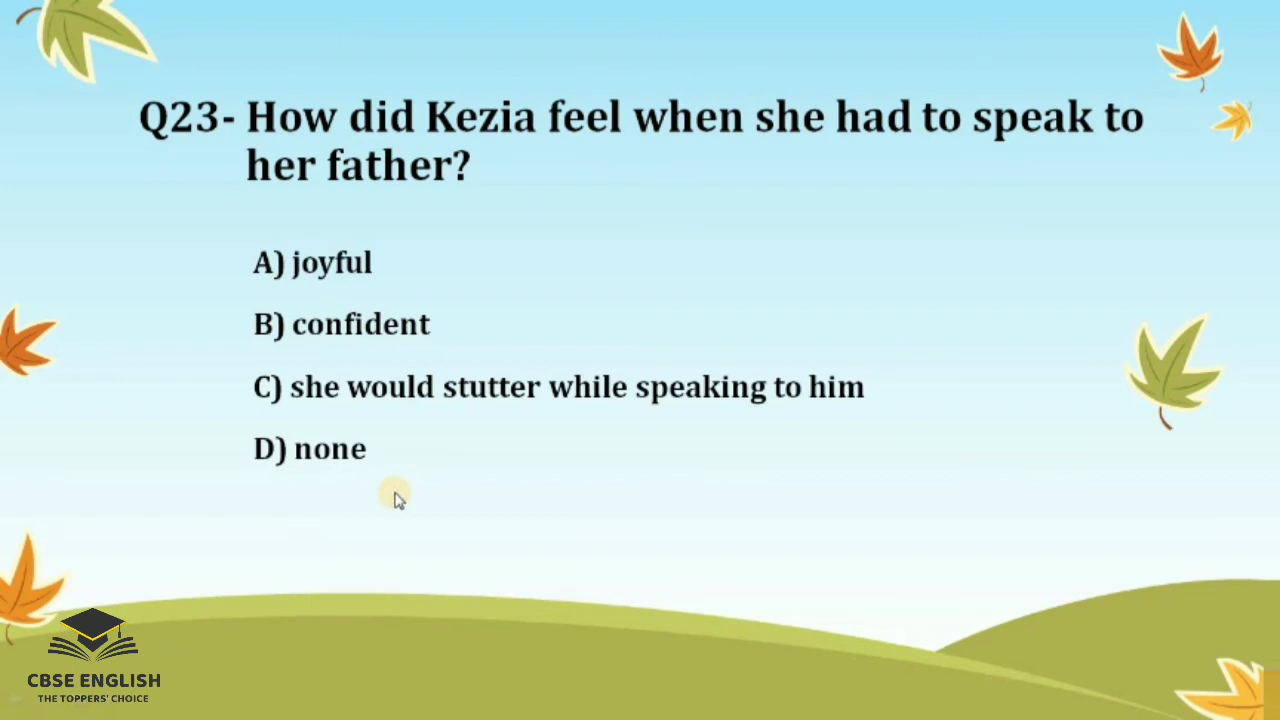 Q23- How did Kezia feel when she had to speak to
her father?
A) joyful
B) confident
C) she would stutter while speaking to him
D) none
CBSE ENGLISH
THE TOPPERS' CHOICE